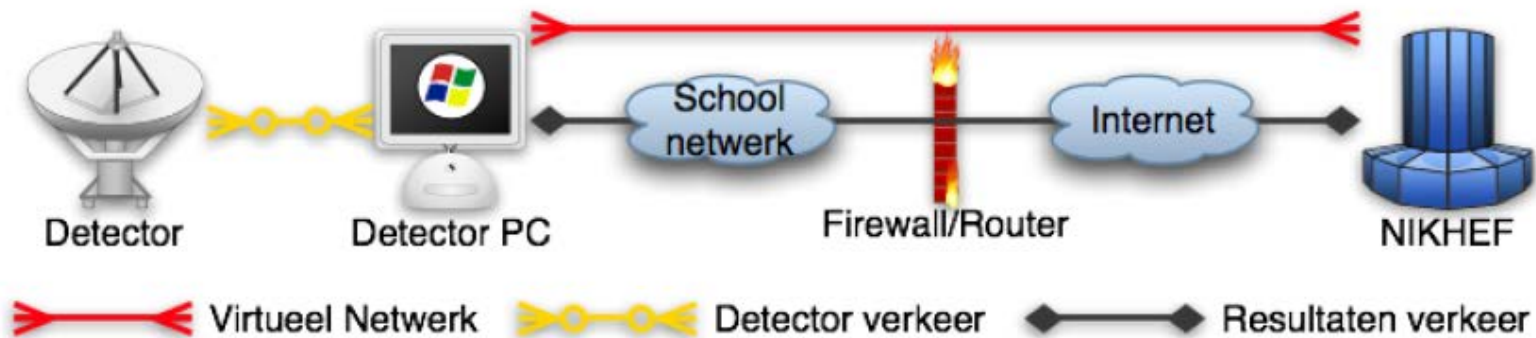 School
netwerk
Internet
Detector
Detector PC
Firewall/Router
NIKHEF
Virtueel Netwerk
Detector verkeer
Resultaten verkeer